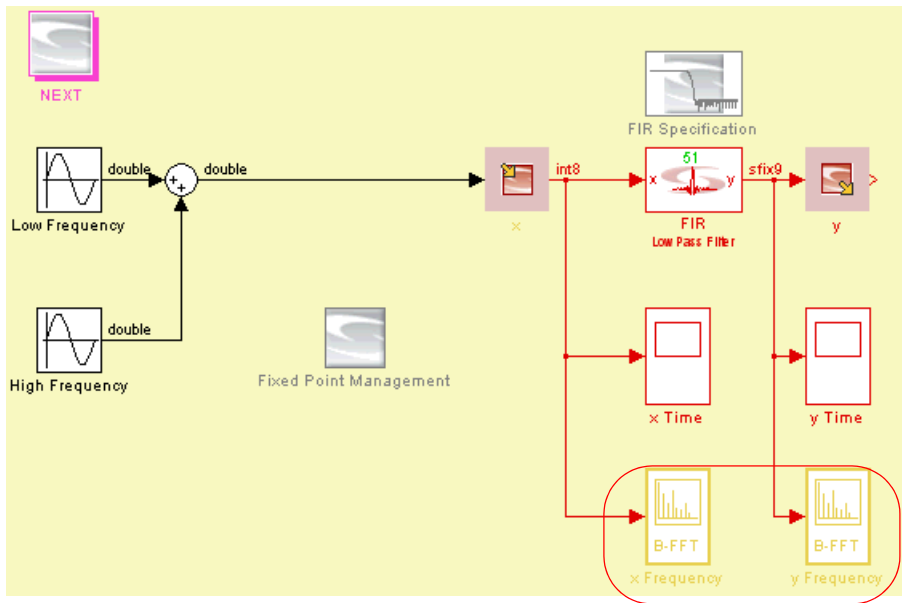 NEXT
FIR Specification
double
double
int8
51
x
y
sfix9
Low Frequency
x
FIR
Low Pass Filter
y
double
High Frequency
Fixed Point Management
x Time
y Time
B-FFT
B-FFT
x Frequency
y Frequency